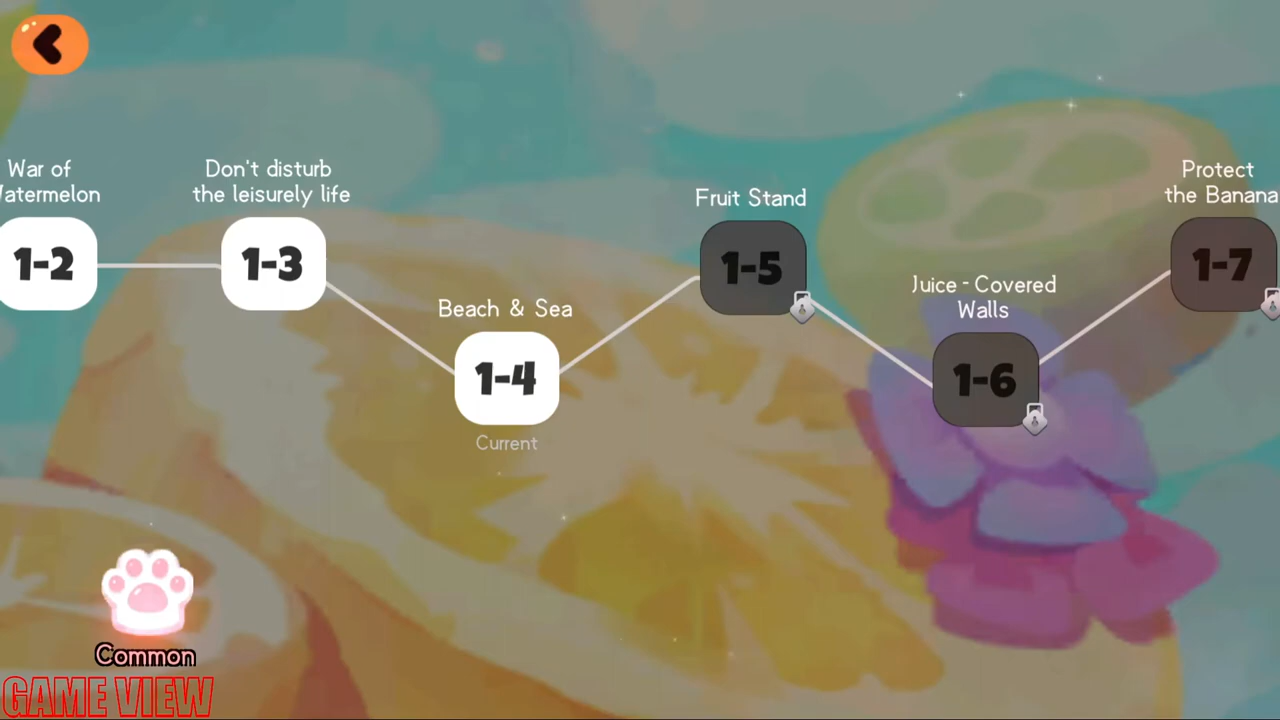 War of
Watermelon
1-2
Don't disturb
the leisurely life
1-3
Beach & Sea
1-4
Current
Fruit Stand
1-5
Juice-Covered
Walls
1-6
Protect
the Banana
1-7
Common
GAME VIEW